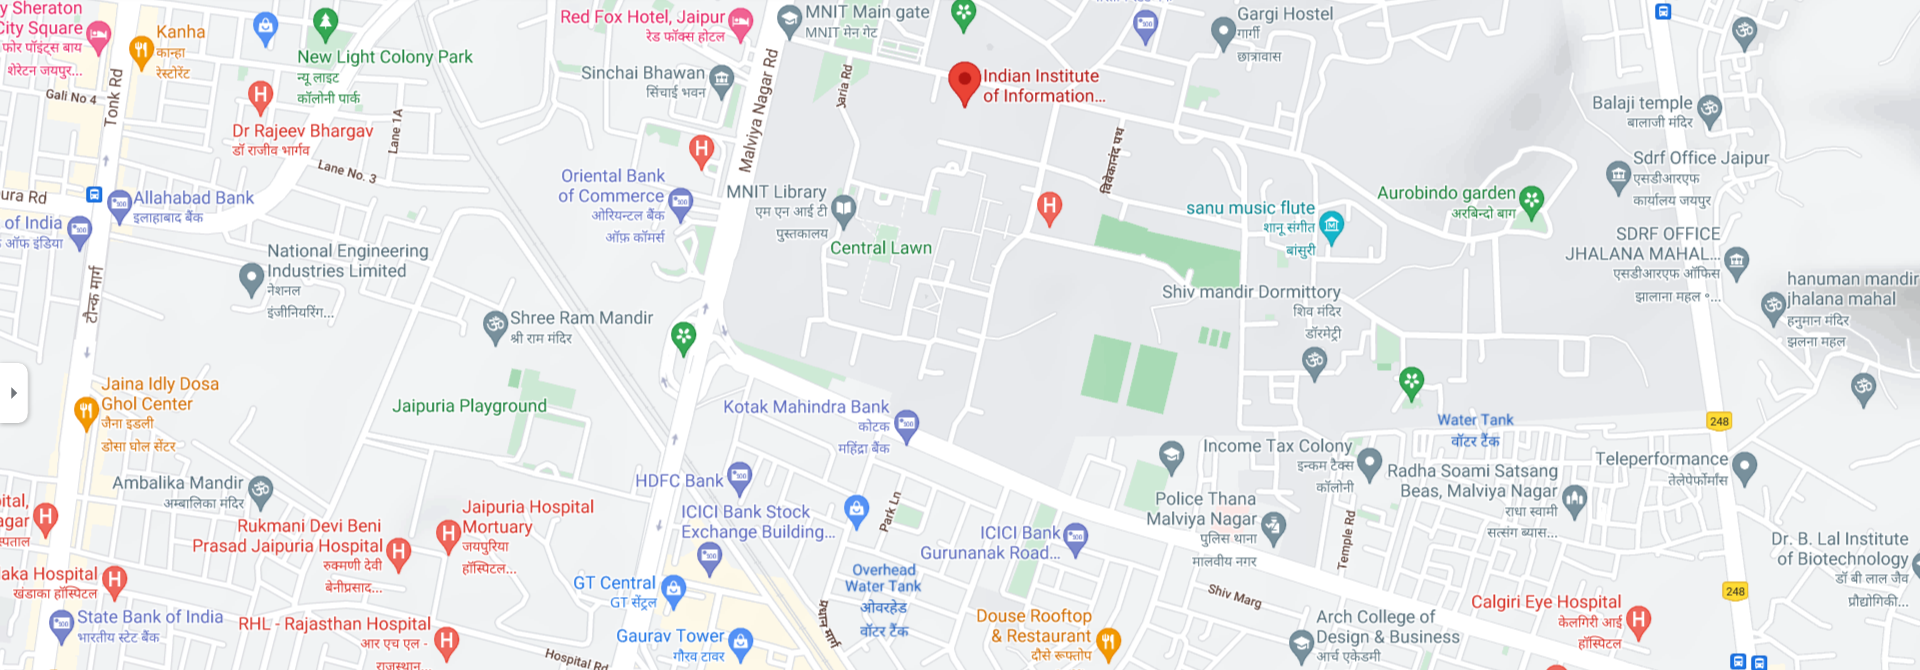 y Sheraton
City Square
फोर पॉइंट्स बाय
शेरेटन जयपुर...
Kanha
कान्हा
रेस्टोरेंट
New Light Colony Park
न्यू लाइट
कॉलोनी पार्क
Gali No 4
Tonk Rd
Dr Rajeev Bhargav
डॉ राजीव भार्गव
Lane 1A
Lane No. 3
ura Rd
Allahabad Bank
इलाहाबाद बैंक
of India
ऑफ इंडिया
National Engineering
Industries Limited
नेशनल
इंजीनियरिंग...
टौन्क मार्ग
Shree Ram Mandir
श्री राम मंदिर
Jaina Idly Dosa
Ghol Center
जैना इडली
डोसा घोल सेंटर
Jaipuria Playground
Ambalika Mandir
अम्बालिका मंदिर
Rukmani Devi Beni
Prasad Jaipuria Hospital
रुक्मणी देवी
बेनीप्रसाद...
Jaipuria Hospital
Mortuary
जयपुरिया
हॉस्पिटल...
ital,
agar
स्पताल
aka Hospital
खंडाका हॉस्पिटल
State Bank of India
भारतीय स्टेट बैंक
RHL - Rajasthan Hospital
आर एच एल -
राजस्थान...
Hospital Rd
Red Fox Hotel, Jaipur
रेड फॉक्स होटल
MNIT Main gate
MNIT मेन गेट
Sinchai Bhawan
सिंचाई भवन
Malviya Nagar Rd
Jaria Rd
Indian Institute
of Information...
Gargi Hostel
गार्गी
छात्रावास
Oriental Bank
of Commerce
ओरियन्टल बैंक
ऑफ़ कॉमर्स
MNIT Library
एम एन आई टी
पुस्तकालय
Central Lawn
विवेकानंद पथ
sanu music flute
शानू संगीत
बांसुरी
Aurobindo garden
अरबिन्दो बाग
Balaji temple
बालाजी मंदिर
Sdrf Office Jaipur
एसडीआरएफ
कार्यालय जयपुर
SDRF OFFICE
JHALANA MAHAL...
एसडीआरएफ ऑफिस
झालाना महल ॰...
hanuman mandir
jhalana mahal
हनुमान मंदिर
झलना महल
Shiv mandir Dormittory
शिव मंदिर
डॉरमेट्री
Kotak Mahindra Bank
कोटक
महिंद्रा बैंक
HDFC Bank
ICICI Bank Stock
Exchange Building...
Park Ln
ICICI Bank
Gurunanak Road...
Overhead
Water Tank
ओवरहेड
वॉटर टैंक
GT Central
GT सेंट्रल
Gaurav Tower
गौरव टावर
प्रधान मार्ग
Douse Rooftop
& Restaurant
दौसे रूफ्तोप
Income Tax Colony
इन्कम टैक्स
कॉलोनी
Police Thana
Malviya Nagar
पुलिस थाना
मालवीय नगर
Water Tank
वॉटर टैंक
Radha Soami Satsang
Beas, Malviya Nagar
राधा स्वामी
सत्संग ब्यास...
Teleperformance
तेलेपेर्फोर्मांस
248
Temple Rd
Shiv Marg
Dr. B. Lal Institute
of Biotechnology
डॉ बी लाल जैव
प्रौद्योगिकी...
248
Calgiri Eye Hospital
केलगिरी आई
हॉस्पिटल
Arch College of
Design & Business
आर्च एकेडमी